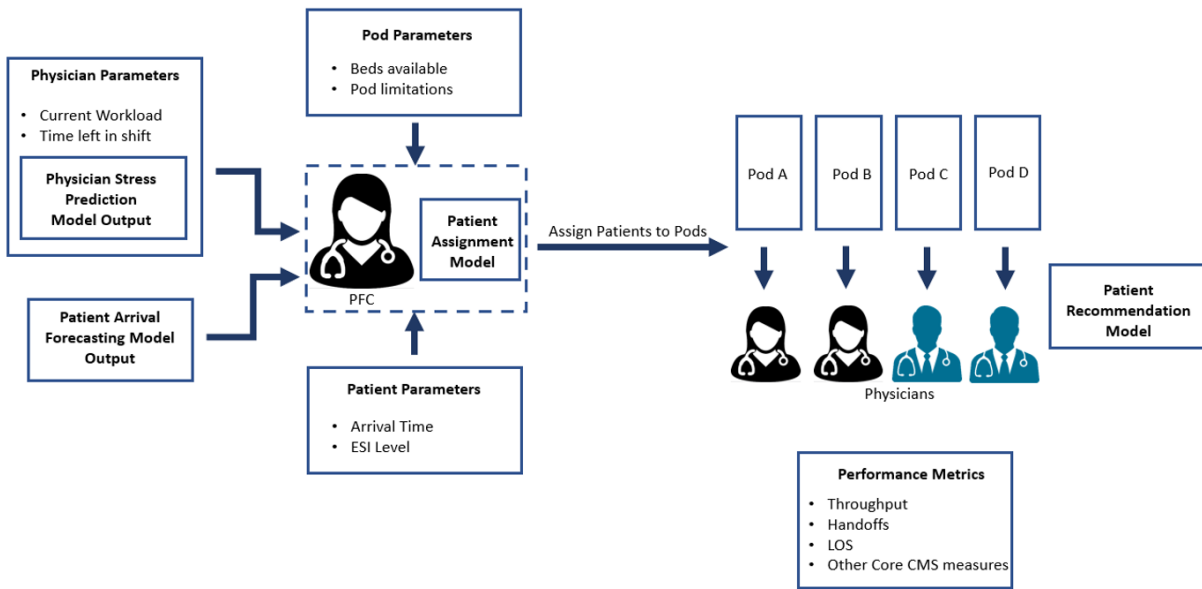 Pod Parameters
• Beds available
• Pod limitations
Physician Parameters
• Current Workload
• Time left in shift
Physician Stress
Prediction
Model Output
Patient Arrival
Forecasting Model
Output
Patient
Assignment
Model
PFC
Patient Parameters
• Arrival Time
• ESI Level
Assign Patients to Pods
Pod A
Pod B
Pod C
Pod D
Physicians
Patient
Recommendation
Model
Performance Metrics
• Throughput
• Handoffs
• LOS
• Other Core CMS measures